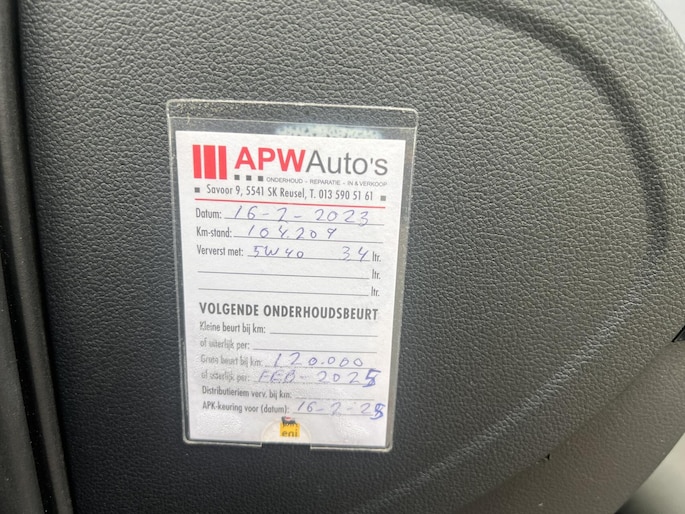 APWAuto's
ONDERHOUD - REPARATIE - IN & VERKOOP
Savoor 9, 5541 SK Reusel, T. 013 590 51 61
Datum: 16-2-2023
Km-stand: 104.209
Ververst met: 5W40 3,4 ltr.
ltr.
ltr.
VOLGENDE ONDERHOUDSBEURT
Kleine beurt bij km:
of uiterlijk per:
Grote beurt bij km: 120.000
of uiterlijk per: FEB-2025
Distributieriem verv. bij km:
APK-keuring voor (datum): 16-2-25
eni